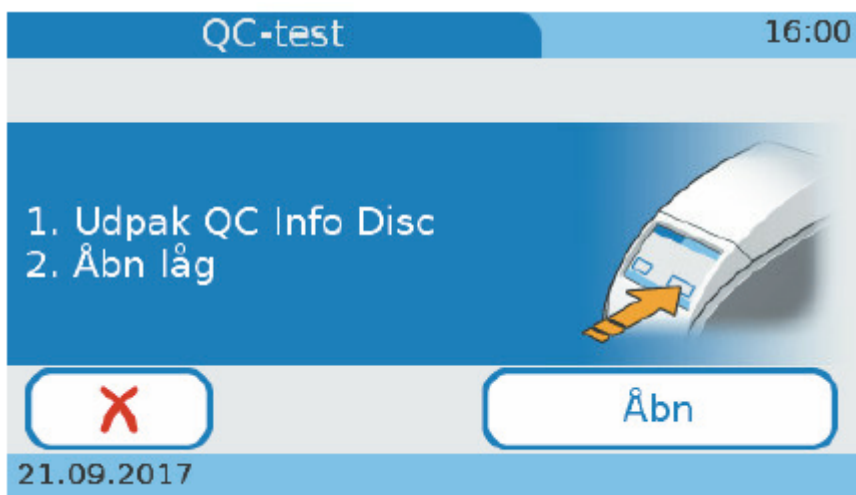 QC-test
16:00
1. Udpak QC Info Disc
2. Åbn låg
Åbn
21.09.2017